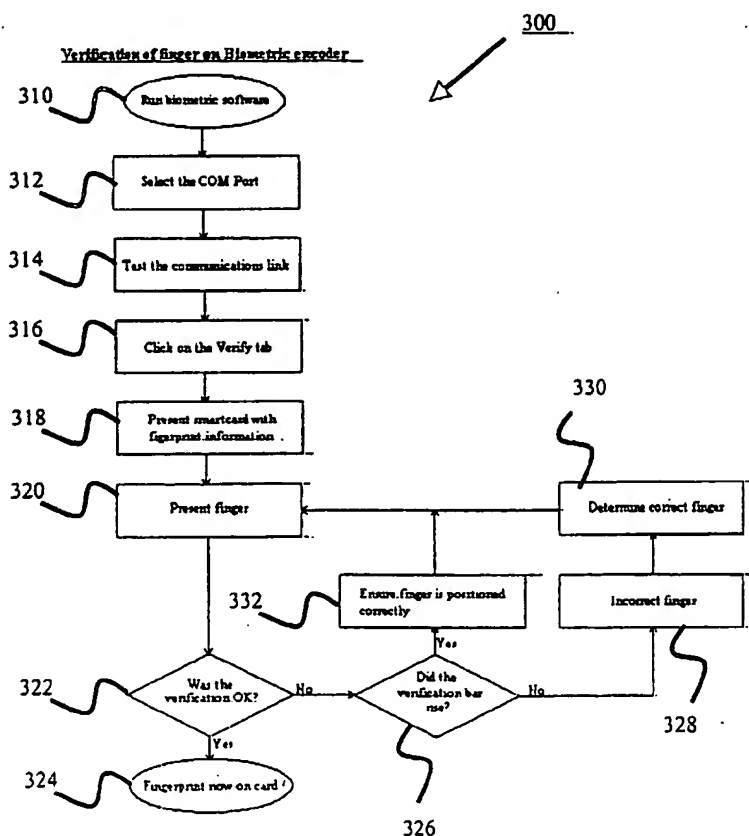 300
Verification of finger on Biometric encoder
310
Run biometric software
312
Select the COM Port
314
Test the communications link
316
Click on the Verify tab
330
318
Present smartcard with
figerprint information
320
Present finger
Determine correct finger
332
Ensure finger is positioned
correctly
Incorrect finger
Yes
322
Was the
verification OK?
No
Did the
verification bar
rise?
No
328
Yes
324
Fingerprint now on card
326